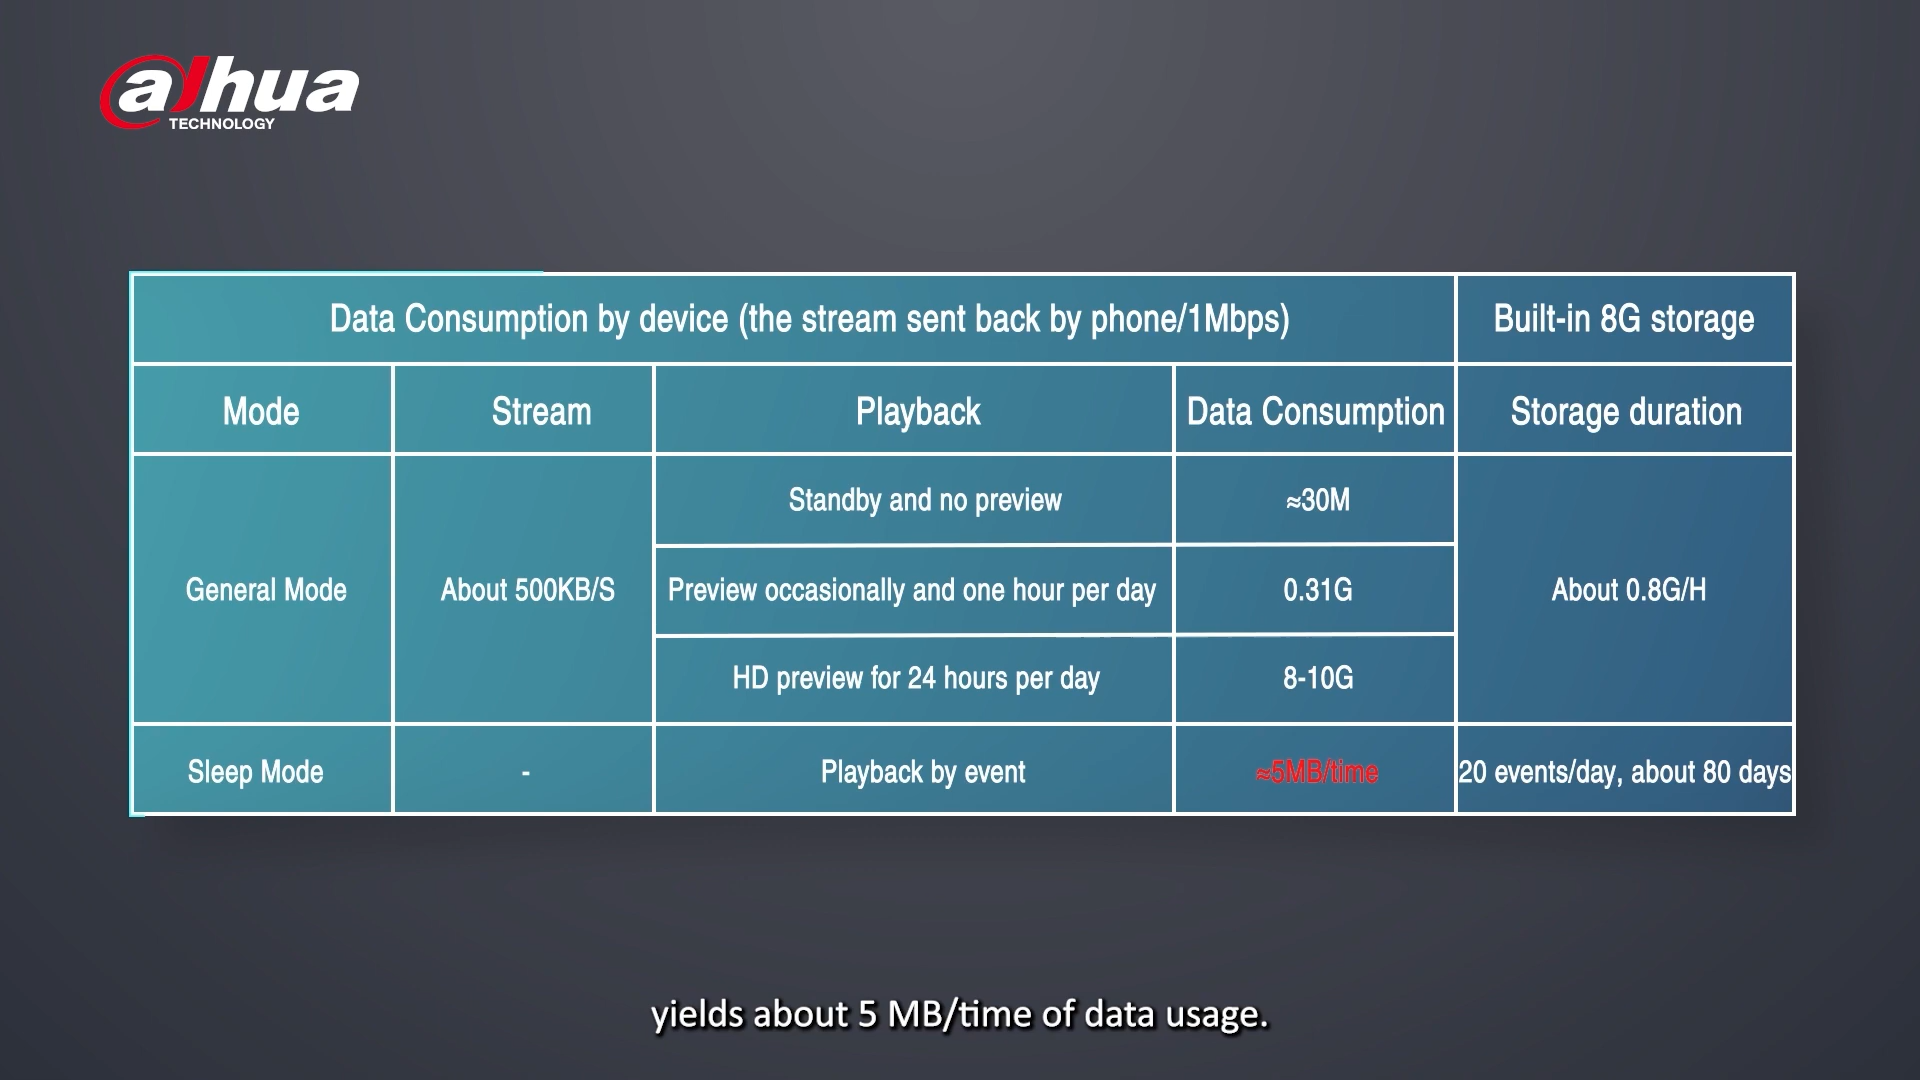 alhua
TECHNOLOGY
Data Consumption by device (the stream sent back by phone/1Mbps)
Built-in 8G storage
Mode
Stream
Playback
Data Consumption
Storage duration
General Mode
About 500KB/S
Standby and no preview
≈30M
Preview occasionally and one hour per day
0.31G
HD preview for 24 hours per day
8-10G
About 0.8G/H
Sleep Mode
-
Playback by event
≈5MB/time
20 events/day, about 80 days
yields about 5 MB/time of data usage.